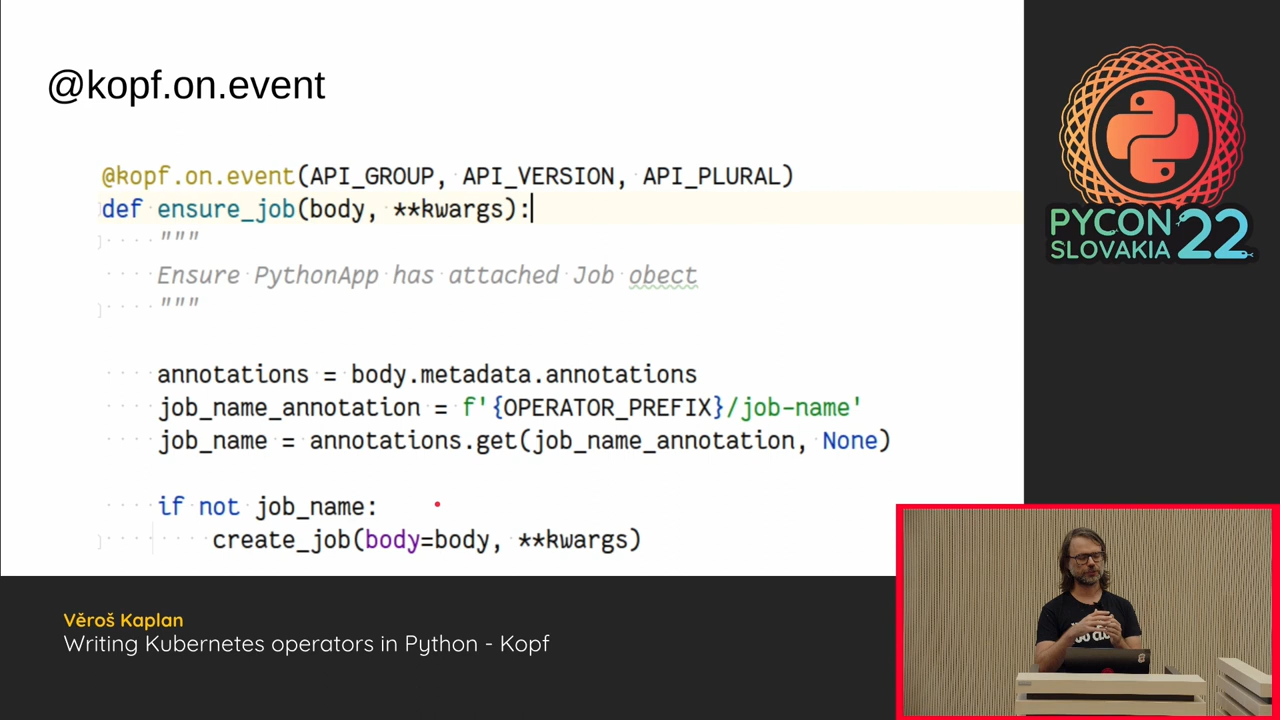 @kopf.on.event
@kopf.on.event(API_GROUP, API_VERSION, API_PLURAL)
def ensure_job(body, **kwargs):
"""
Ensure PythonApp has attached Job obect
"""
annotations = body.metadata.annotations
job_name_annotation = f'{OPERATOR_PREFIX}/job-name'
job_name = annotations.get(job_name_annotation, None)
if not job_name:
create_job(body=body, **kwargs)
PYCON
SLOVAKIA 22
Věroš Kaplan
Writing Kubernetes operators in Python - Kopf